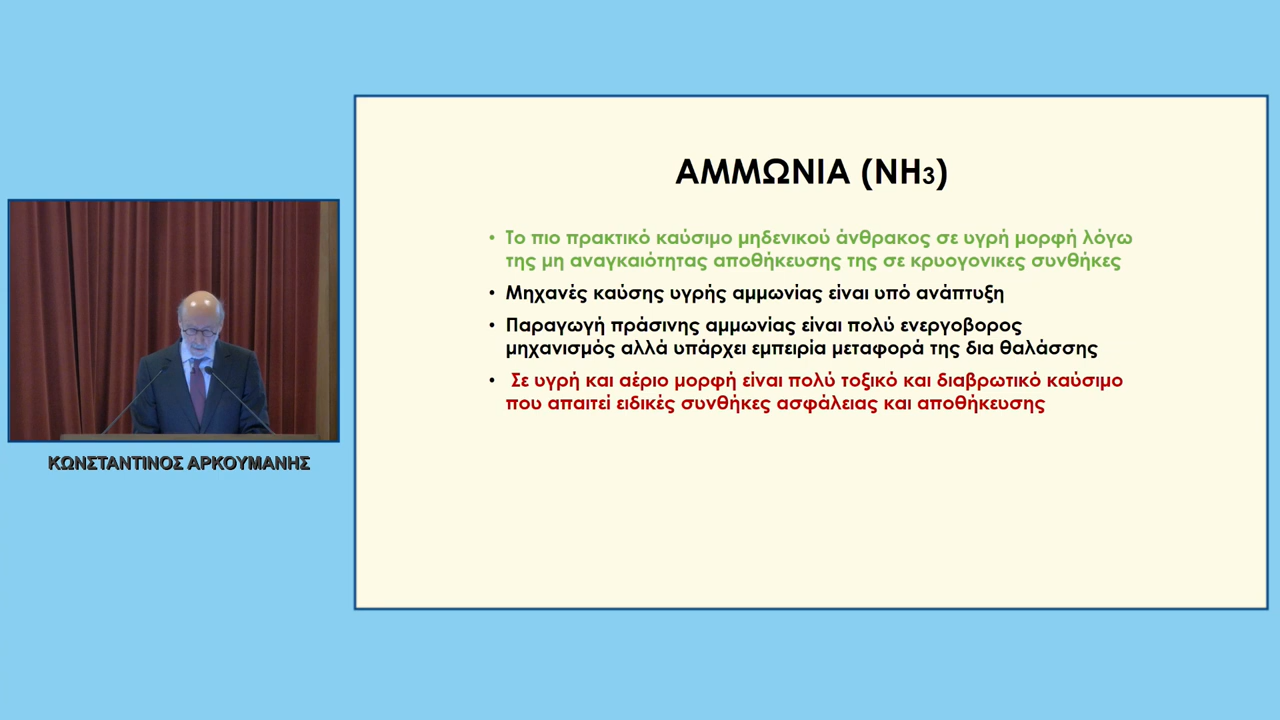 ΑΜΜΩΝΙΑ (NH3)
• Το πιο πρακτικό καύσιμο μηδενικού άνθρακος σε υγρή μορφή λόγω
της μη αναγκαιότητας αποθήκευσης της σε κρυογονικες συνθήκες
• Μηχανές καύσης υγρής αμμωνίας είναι υπό ανάπτυξη
• Παραγωγή πράσινης αμμωνίας είναι πολύ ενεργοβορος
μηχανισμός αλλά υπάρχει εμπειρία μεταφορά της δια θαλάσσης
• Σε υγρή και αέριο μορφή είναι πολύ τοξικό και διαβρωτικό καύσιμο
που απαιτεί ειδικές συνθήκες ασφάλειας και αποθήκευσης
ΚΩΝΣΤΑΝΤΙΝΟΣ ΑΡΚΟΥΜΑΝΗΣ